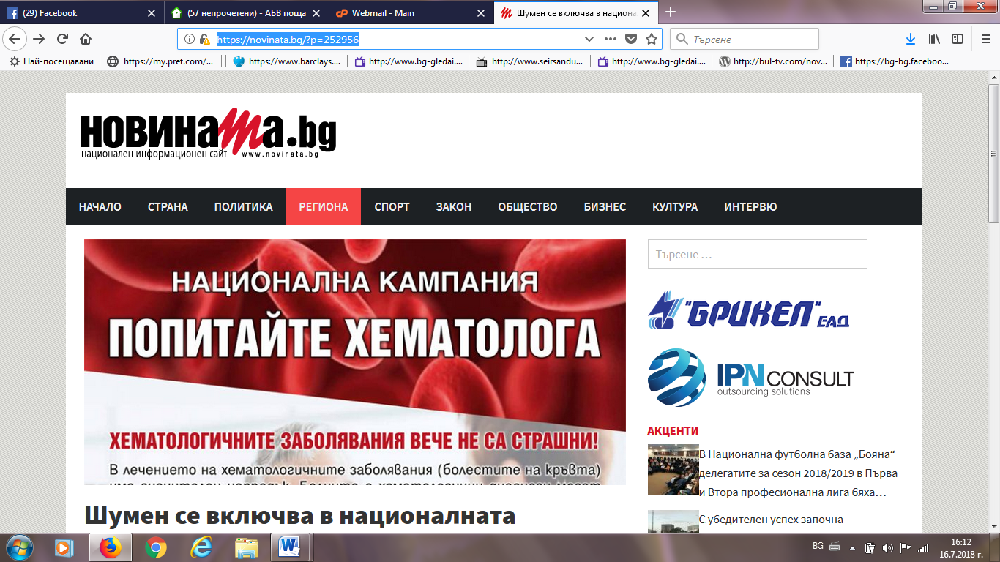 (29) Facebook
(57 непрочетени) - АБВ поща
Webmail - Main
Шумен се включва в национа
https://novinata.bg/?p=252956
Търсене
Най-посещавани
https://my.pret.com/...
https://www.barclays....
http://www.bg-gledai....
http://www.seirsandu...
http://www.bg-gledai....
http://bul-tv.com/nov...
https://bg-bg.faceboo...
новината.bg
национален информационен сайт www.novinata.bg
НАЧАЛО
СТРАНА
ПОЛИТИКА
РЕГИОНА
СПОРТ
ЗАКОН
ОБЩЕСТВО
БИЗНЕС
КУЛТУРА
ИНТЕРВЮ
НАЦИОНАЛНА КАМПАНИЯ
ПОПИТАЙТЕ ХЕМАТОЛОГА
ХЕМАТОЛОГИЧНИТЕ ЗАБОЛЯВАНИЯ ВЕЧЕ НЕ СА СТРАШНИ!
В лечението на хематологичните заболявания (болестите на кръвта)
Шумен се включва в националната
Търсене …
"БРИКЕЛ" ЕАД
IPN CONSULT
outsourcing solutions
АКЦЕНТИ
В Национална футболна база „Бояна“
делегатите за сезон 2018/2019 в Първа
и Втора професионална лига бяха…
С убедителен успех започна
BG
16:12
16.7.2018 г.